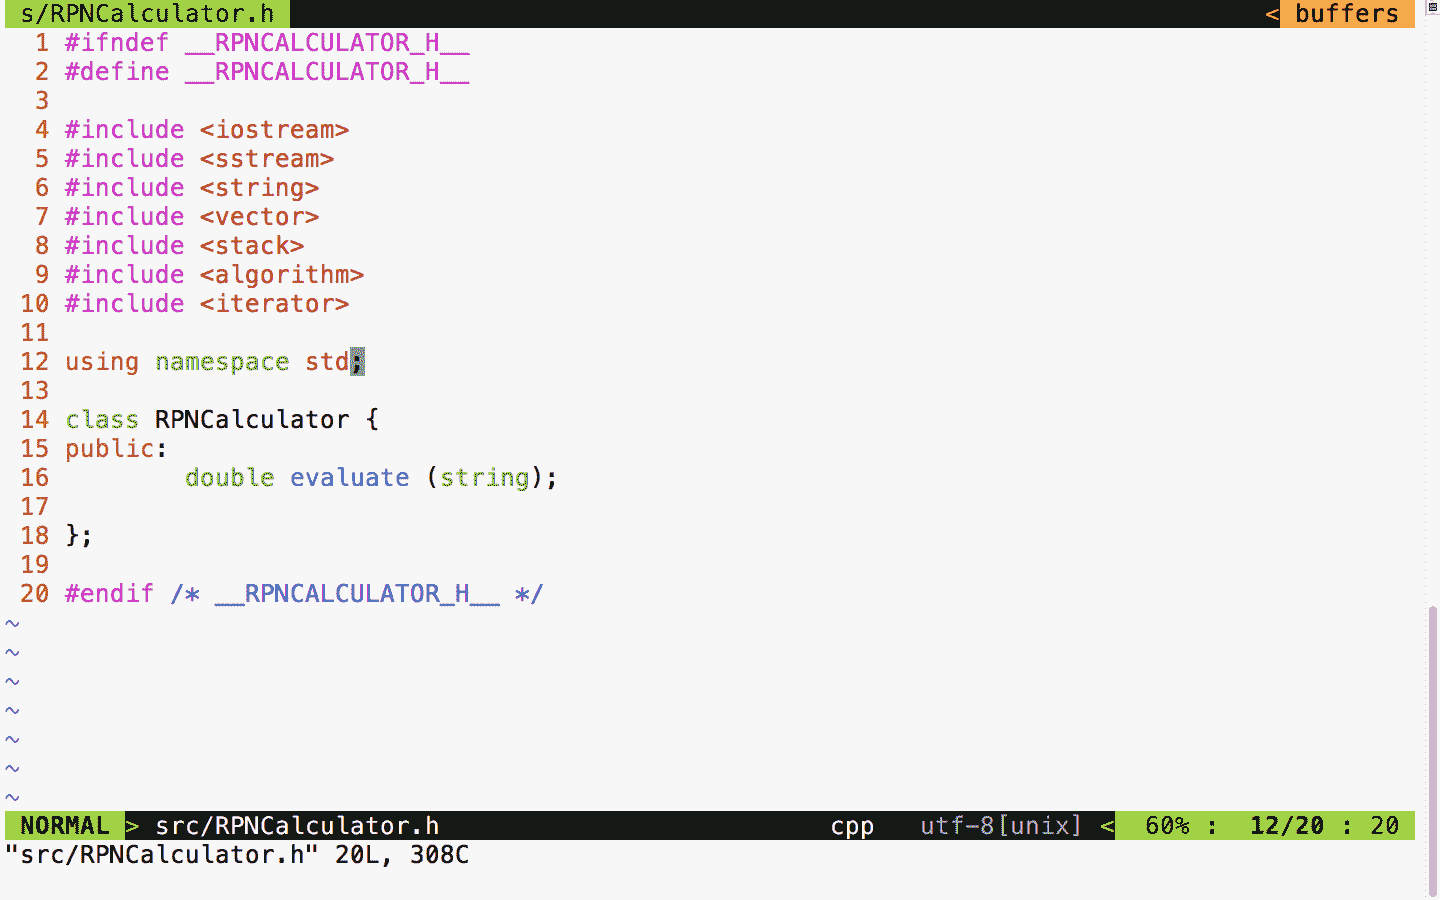 s/RPNCalculator.h < buffers
1 #ifndef __RPNCALCULATOR_H__
2 #define __RPNCALCULATOR_H__
3
4 #include <iostream>
5 #include <sstream>
6 #include <string>
7 #include <vector>
8 #include <stack>
9 #include <algorithm>
10 #include <iterator>
11
12 using namespace std;
13
14 class RPNCalculator {
15 public:
16         double evaluate (string);
17
18 };
19
20 #endif /* __RPNCALCULATOR_H__ */
~
~
~
~
~
~
~
NORMAL > src/RPNCalculator.h cpp utf-8[unix] < 60% : 12/20 : 20
"src/RPNCalculator.h" 20L, 308C